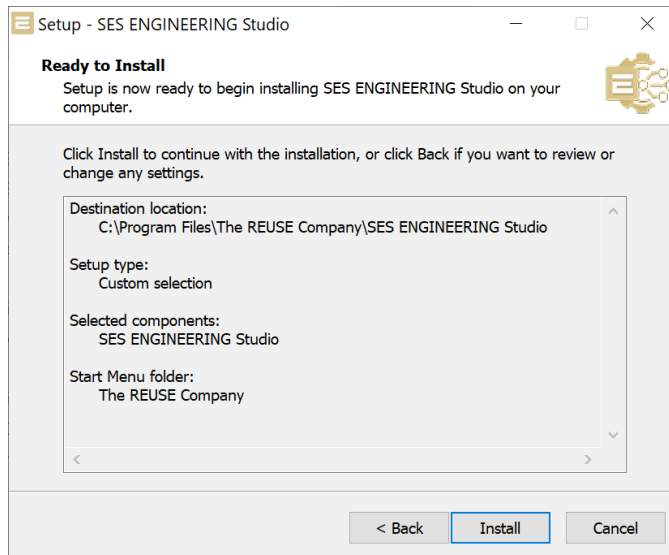 Setup - SES ENGINEERING Studio
Ready to Install
Setup is now ready to begin installing SES ENGINEERING Studio on your
computer.
Click Install to continue with the installation, or click Back if you want to review or
change any settings.
Destination location:
C:\Program Files\The REUSE Company\SES ENGINEERING Studio
Setup type:
Custom selection
Selected components:
SES ENGINEERING Studio
Start Menu folder:
The REUSE Company
< Back
Install
Cancel